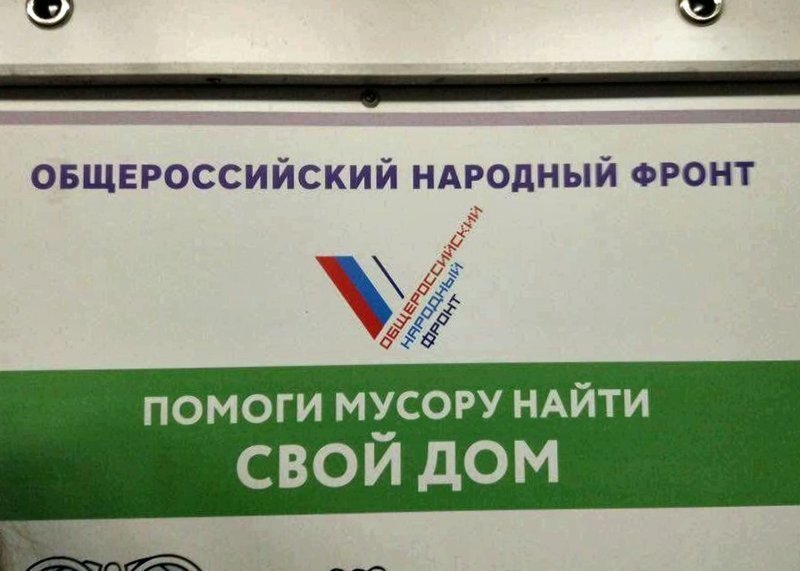 ОБЩЕРОССИЙСКИЙ НАРОДНЫЙ ФРОНТ
ОБЩЕРОССИЙСКИЙ
НАРОДНЫЙ
ФРОНТ
ПОМОГИ МУСОРУ НАЙТИ
СВОЙ ДОМ